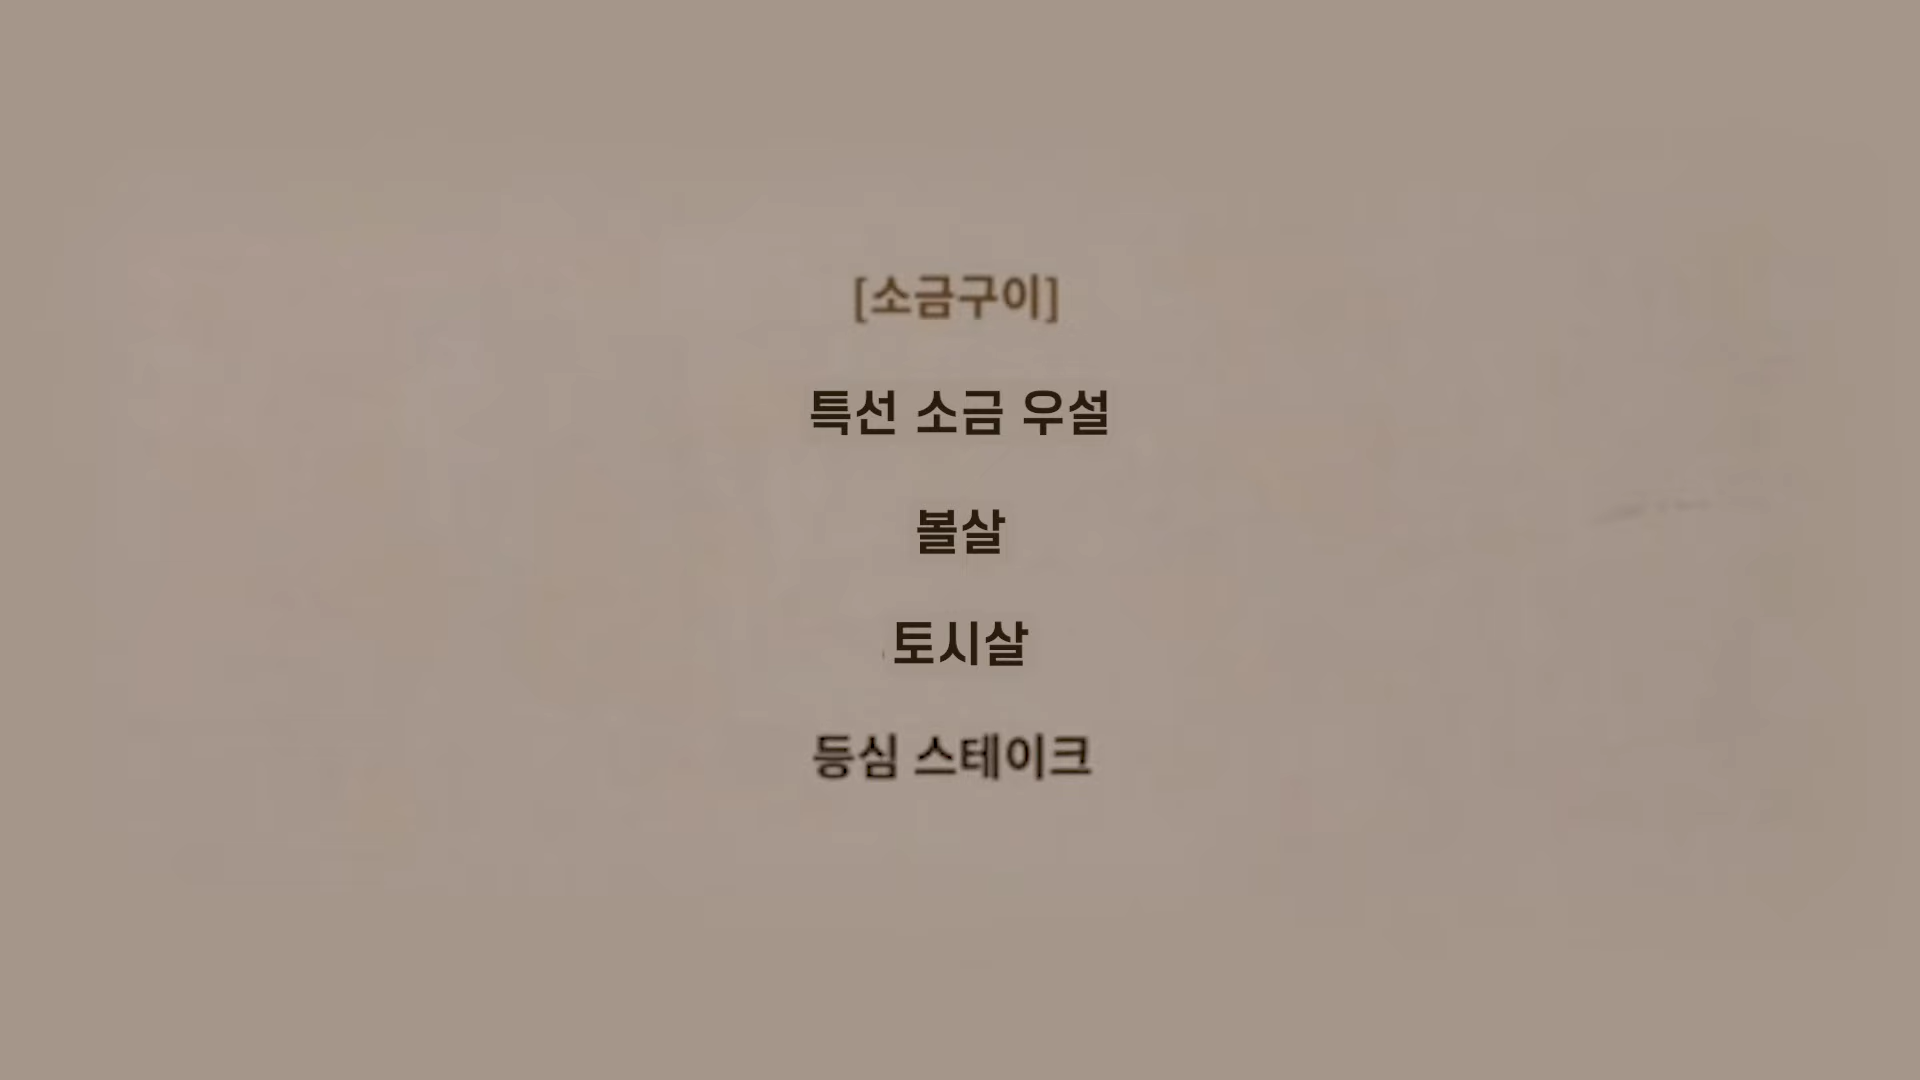 [소금구이]
특선 소금 우설
볼살
토시살
등심 스테이크